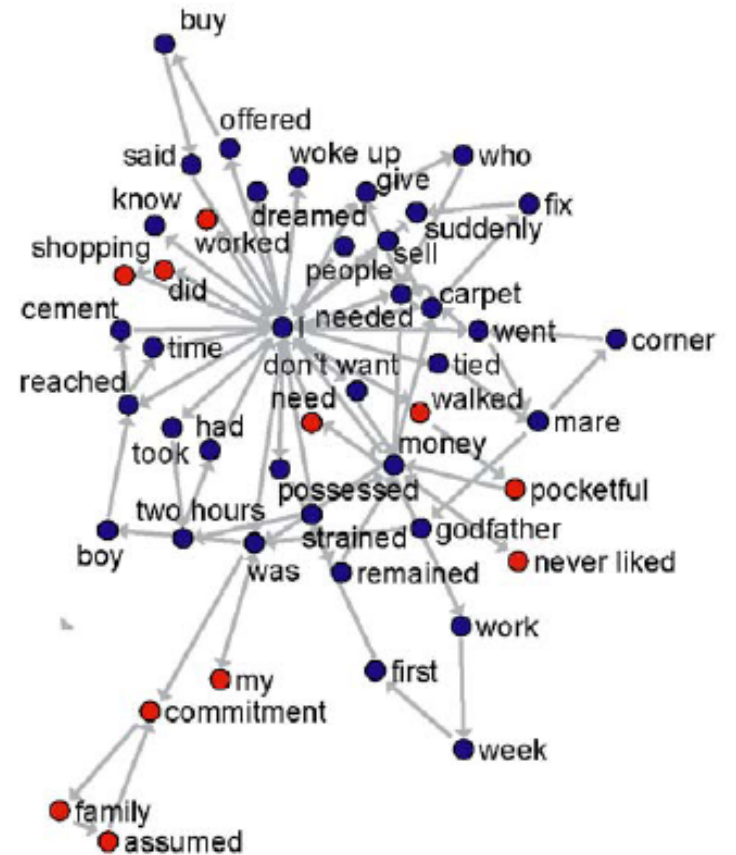 buy
offered
said
woke up
who
give
know
dreamed
fix
worked
suddenly
shopping
people
sell
did
carpet
cement
I
needed
went
corner
time
don't want
tied
reached
need
walked
mare
took
had
money
possessed
pocketful
two hours
strained
godfather
boy
was
remained
never liked
work
my
first
commitment
week
family
assumed